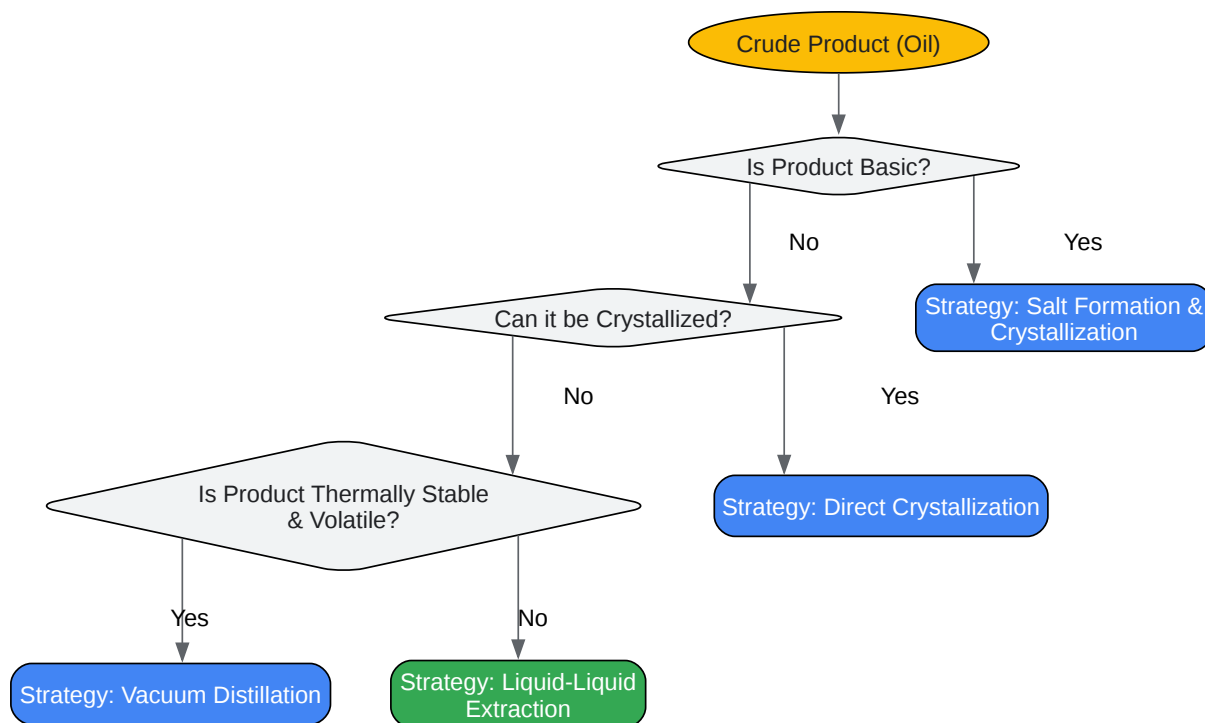 Crude Product (Oil)
Is Product Basic?
No
Yes
Strategy: Salt Formation &
Crystallization
Can it be Crystallized?
No
Yes
Is Product Thermally Stable
& Volatile?
Strategy: Direct Crystallization
Yes
No
Strategy: Vacuum Distillation
Strategy: Liquid-Liquid
Extraction